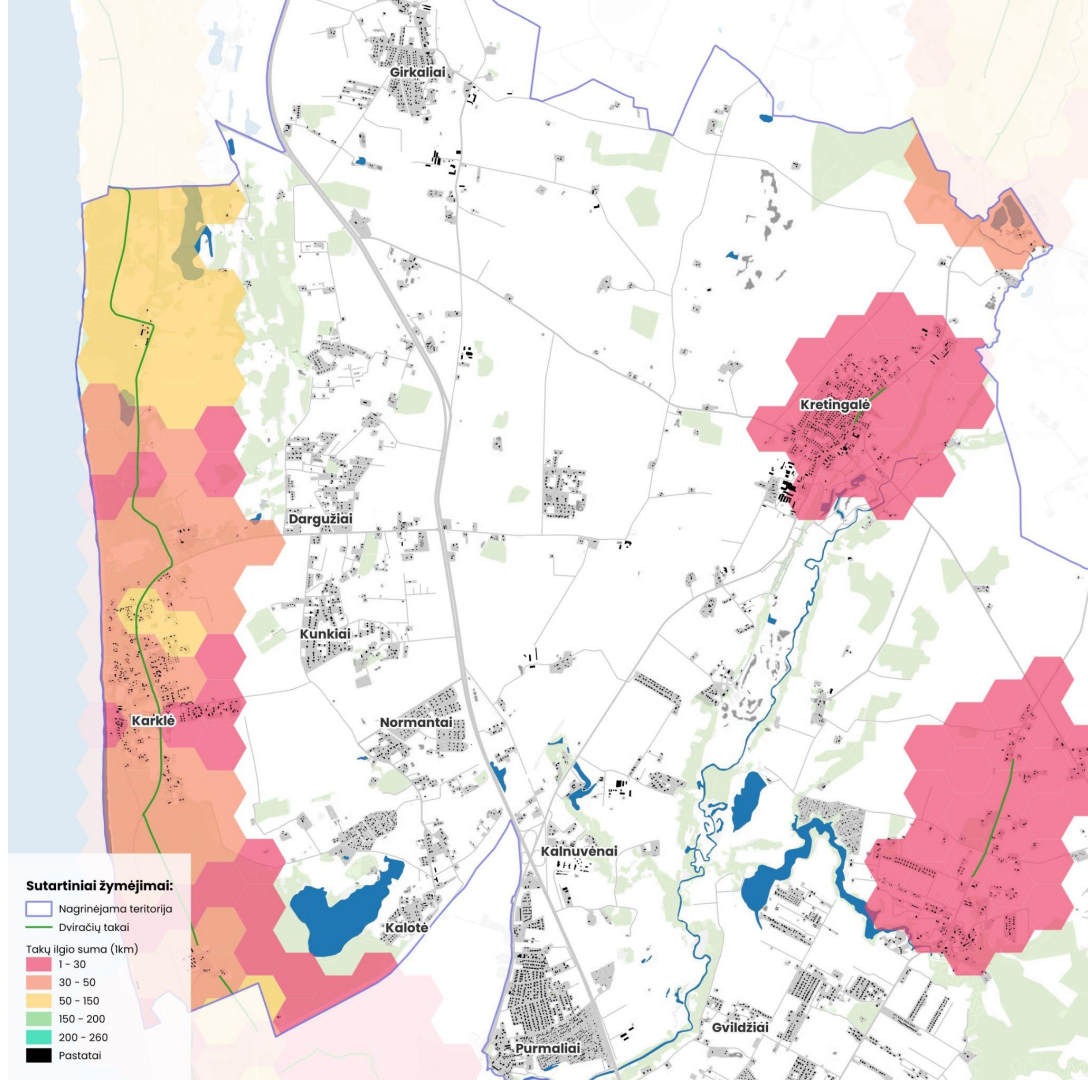 Girkaliai
Kretingalė
Dargužiai
Kunkiai
Karklė
Normantai
Kalnuvėnai
Kalotė
Gvildžiai
Purmaliai
Sutartiniai žymėjimai:
Nagrinėjama teritorija
Dviračių takai
Takų ilgio suma (1km)
1 - 30
30 - 50
50 - 150
150 - 200
200 - 260
Pastatai